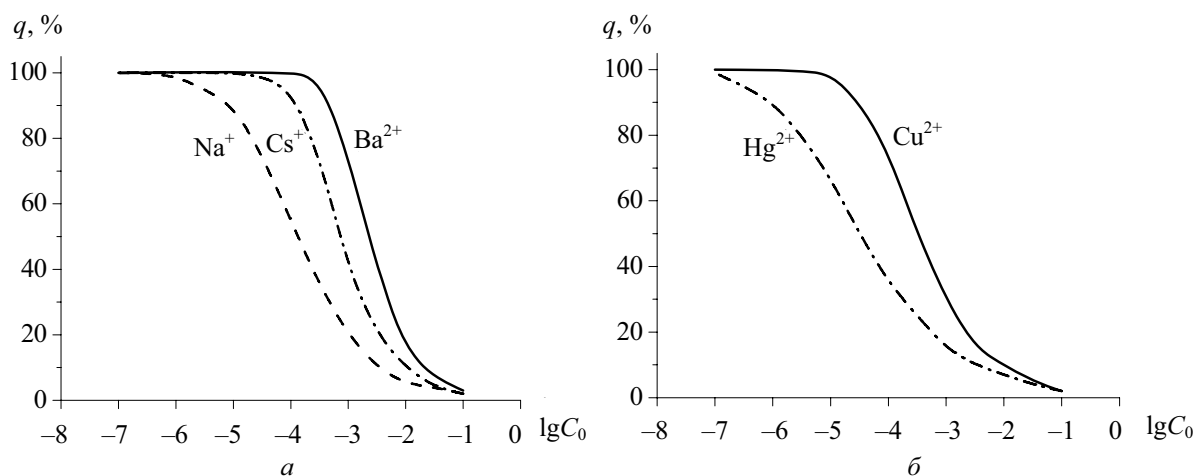 q, %
100
80
60
40
20
0
Na⁺
Cs⁺
Ba²⁺
–8 –7 –6 –5 –4 –3 –2 –1 0 lgC₀
а
q, %
100
80
60
40
20
0
Hg²⁺
Cu²⁺
–8 –7 –6 –5 –4 –3 –2 –1 0 lgC₀
б